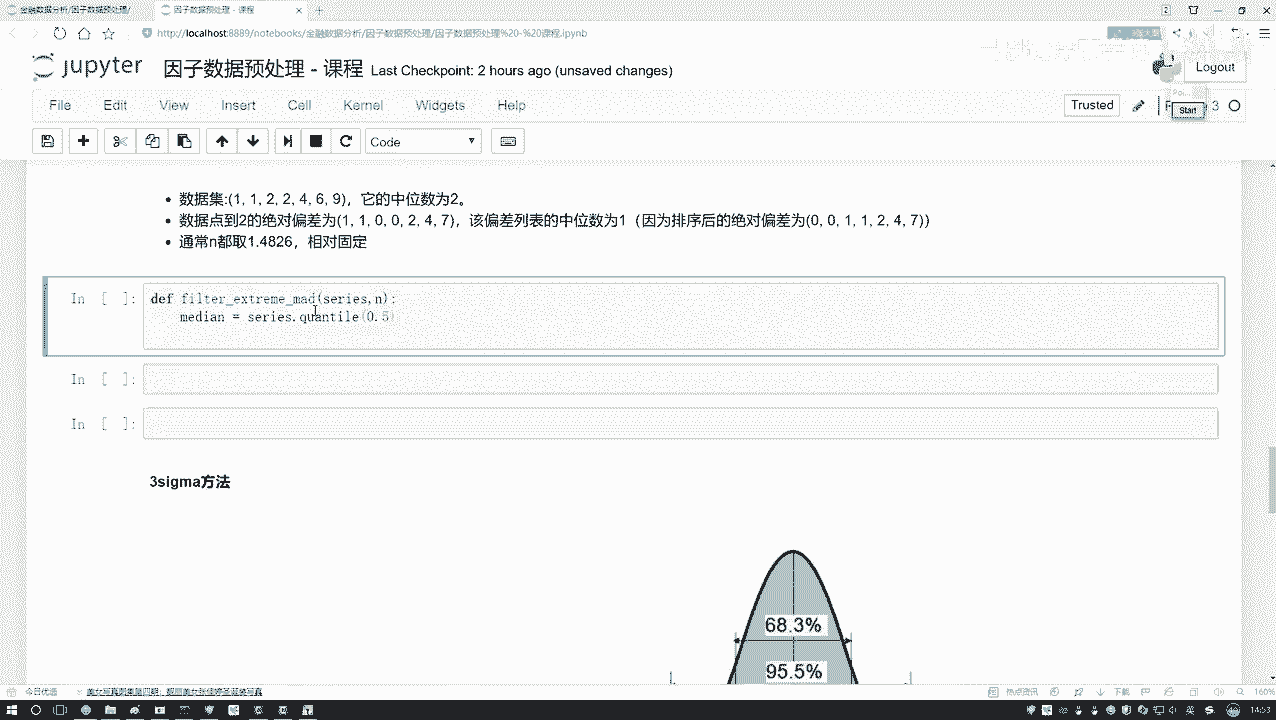 金融数据分析/因子数据预处理/
因子数据预处理 - 课程
http://localhost:8889/notebooks/金融数据分析/因子数据预处理/因子数据预处理%20-%20课程.ipynb
jupyter 因子数据预处理 - 课程 Last Checkpoint: 2 hours ago (unsaved changes)
Logout
File Edit View Insert Cell Kernel Widgets Help
Trusted
3
Start
Code
数据集:(1, 1, 2, 2, 4, 6, 9)，它的中位数为2。
数据点到2的绝对偏差为(1, 1, 0, 0, 2, 4, 7)，该偏差列表的中位数为1（因为排序后的绝对偏差为(0, 0, 1, 1, 2, 4, 7)）
通常n都取1.4826，相对固定
In [ ]: def filter_extreme_mad(series,n):
median = series.quantile(0.5)
In [ ]:
In [ ]:
3sigma方法
68.3%
95.5%
今日优选
热点资讯
下载
160%
14:53